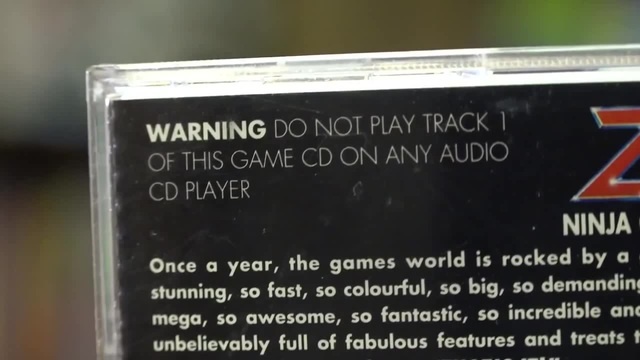 WARNING DO NOT PLAY TRACK 1
OF THIS GAME CD ON ANY AUDIO
CD PLAYER
Z
NINJA
Once a year, the games world is rocked by a
stunning, so fast, so colourful, so big, so demanding
mega, so awesome, so fantastic, so incredible and
unbelievably full of fabulous features and treats